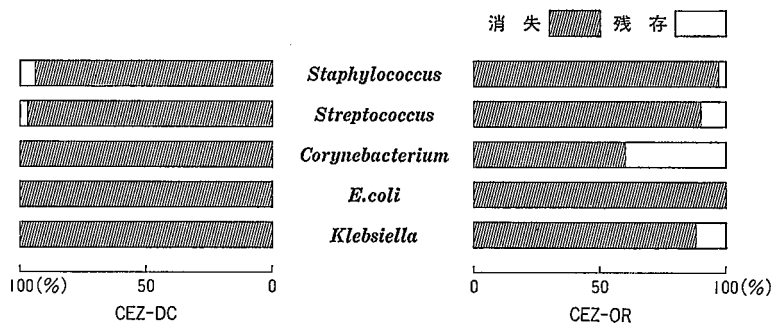 消失 残存
Staphylococcus
Streptococcus
Corynebacterium
E.coli
Klebsiella
100(%) 50 0
0 50 100(%)
CEZ-DC
CEZ-OR